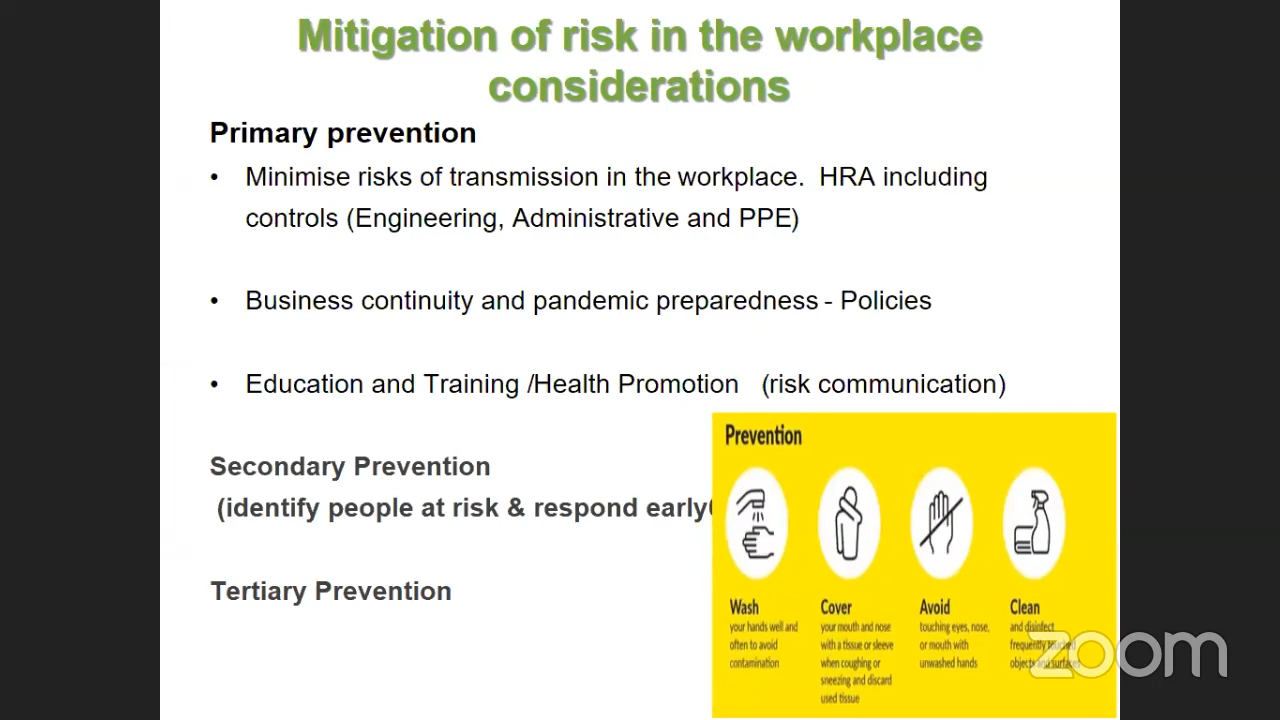 Mitigation of risk in the workplace
considerations
Primary prevention
• Minimise risks of transmission in the workplace. HRA including
controls (Engineering, Administrative and PPE)
• Business continuity and pandemic preparedness - Policies
• Education and Training /Health Promotion (risk communication)
Secondary Prevention
(identify people at risk & respond early
Tertiary Prevention
Prevention
Wash
your hands well and
often to avoid
contamination
Cover
your mouth and nose
with a tissue or sleeve
when coughing or
sneezing and discard
used tissue
Avoid
touching eyes, nose,
or mouth with
unwashed hands
Clean
and disinfect
frequently touched
objects and surfaces
zoom